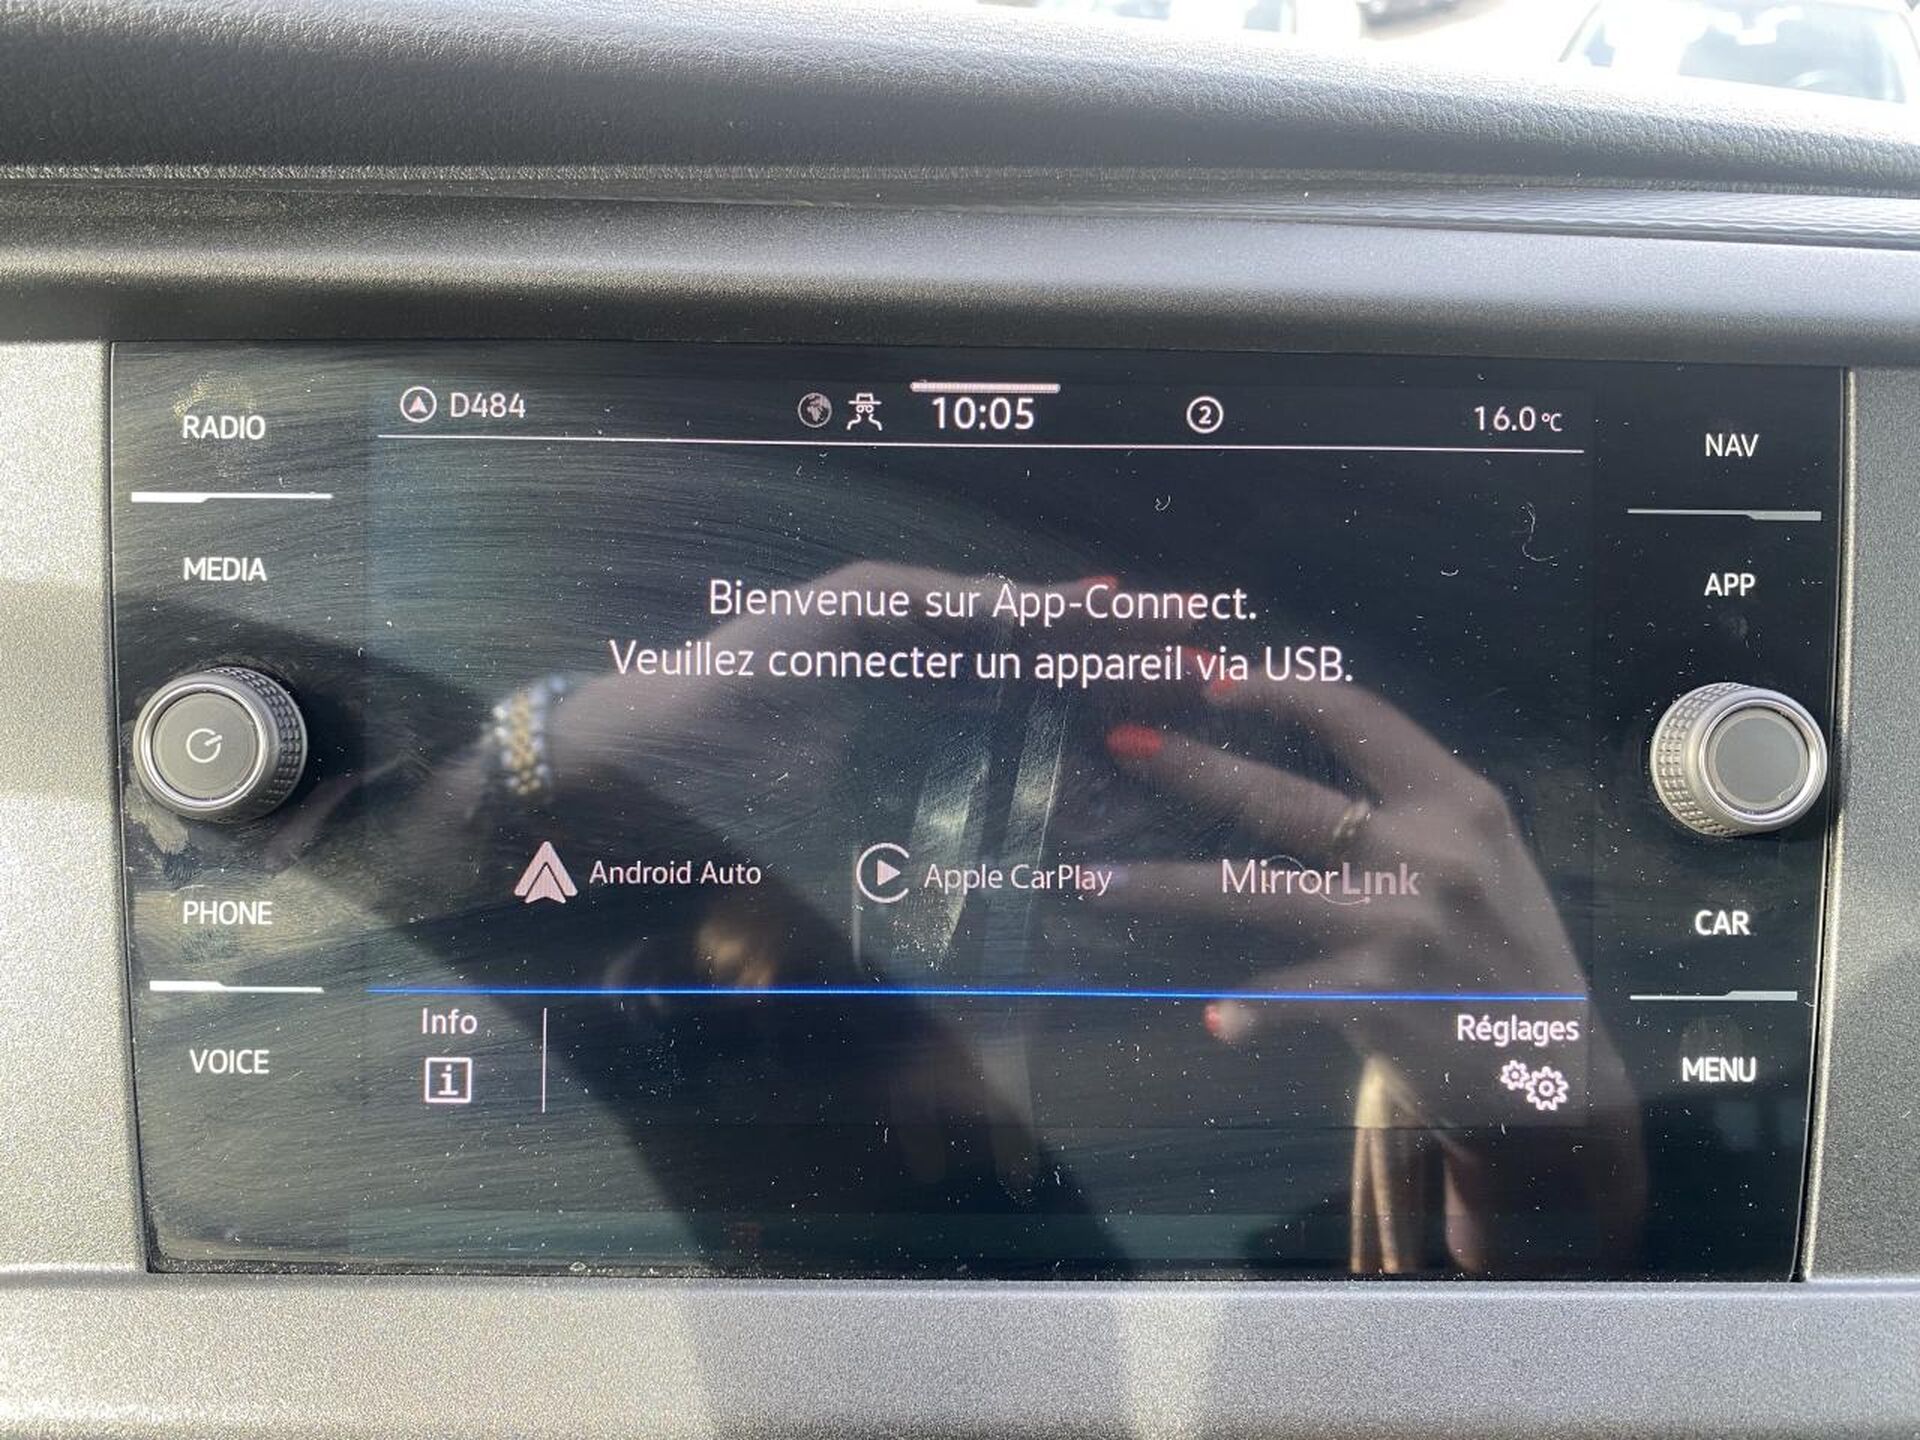 RADIO
MEDIA
PHONE
VOICE
D484
10:05
2
16.0°C
Bienvenue sur App-Connect.
Veuillez connecter un appareil via USB.
Android Auto
Apple CarPlay
MirrorLink
Info
i
Réglages
NAV
APP
CAR
MENU